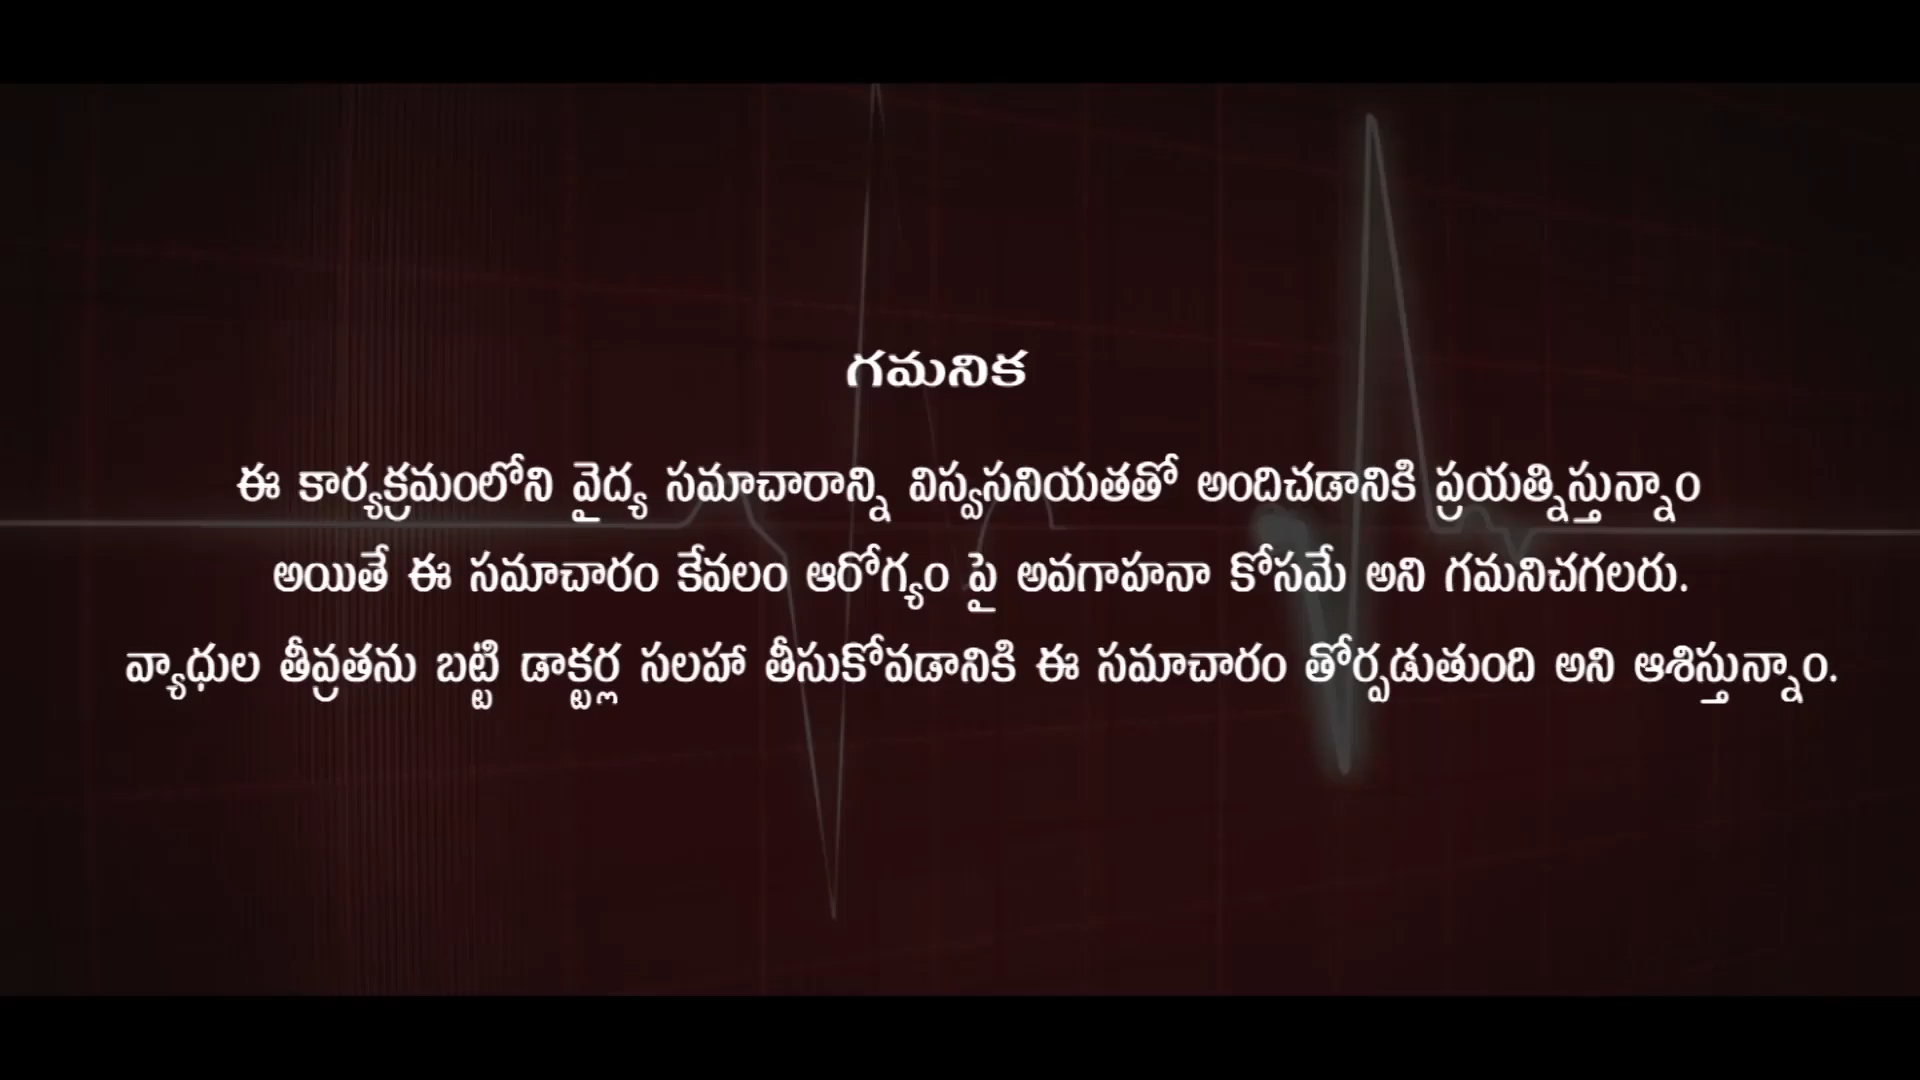 గమనిక
ఈ కార్యక్రమంలోని వైద్య సమాచారాన్ని విస్వసనియతతో అందిచడానికి ప్రయత్నిస్తున్నాం
అయితే ఈ సమాచారం కేవలం ఆరోగ్యం పై అవగాహనా కోసమే అని గమనిచగలరు.
వ్యాధుల తీవ్రతను బట్టి డాక్టర్ల సలహా తీసుకోవడానికి ఈ సమాచారం తోర్పడుతుంది అని ఆశిస్తున్నాం.